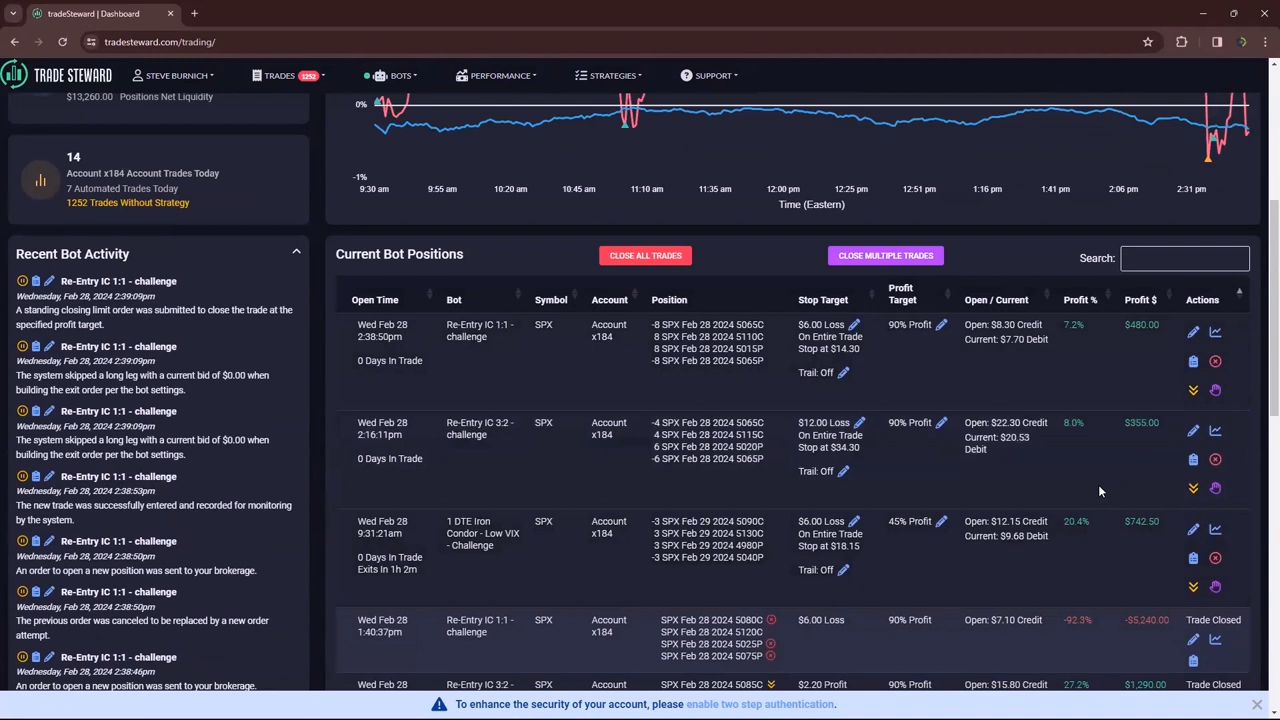 tradeSteward | Dashboard
tradesteward.com/trading/
TRADE STEWARD
STEVE BURNICH
TRADES 1252
BOTS
PERFORMANCE
STRATEGIES
SUPPORT
$13,260.00 Positions Net Liquidity
14
Account x184 Account Trades Today
7 Automated Trades Today
1252 Trades Without Strategy
0%
-1%
9:30 am 9:55 am 10:20 am 10:45 am 11:10 am 11:35 am 12:00 pm 12:25 pm 12:51 pm 1:16 pm 1:41 pm 2:06 pm 2:31 pm
Time (Eastern)
Recent Bot Activity
Re-Entry IC 1:1 - challenge
Wednesday, Feb 28, 2024 2:39:09pm
A standing closing limit order was submitted to close the trade at the
specified profit target.
Re-Entry IC 1:1 - challenge
Wednesday, Feb 28, 2024 2:39:09pm
The system skipped a long leg with a current bid of $0.00 when
building the exit order per the bot settings.
Re-Entry IC 1:1 - challenge
Wednesday, Feb 28, 2024 2:39:09pm
The system skipped a long leg with a current bid of $0.00 when
building the exit order per the bot settings.
Re-Entry IC 1:1 - challenge
Wednesday, Feb 28, 2024 2:38:53pm
The new trade was successfully entered and recorded for monitoring
by the system.
Re-Entry IC 1:1 - challenge
Wednesday, Feb 28, 2024 2:38:50pm
An order to open a new position was sent to your brokerage.
Re-Entry IC 1:1 - challenge
Wednesday, Feb 28, 2024 2:38:50pm
The previous order was canceled to be replaced by a new order
attempt.
Re-Entry IC 1:1 - challenge
Wednesday, Feb 28, 2024 2:38:46pm
An order to open a new position was sent to your brokerage.
Current Bot Positions
CLOSE ALL TRADES
CLOSE MULTIPLE TRADES
Search:
Open Time Bot Symbol Account Position Stop Target Profit Target Open / Current Profit % Profit $ Actions
Wed Feb 28
2:38:50pm
0 Days In Trade
Re-Entry IC 1:1 -
challenge
SPX
Account
x184
-8 SPX Feb 28 2024 5065C
8 SPX Feb 28 2024 5110C
8 SPX Feb 28 2024 5015P
-8 SPX Feb 28 2024 5065P
$6.00 Loss
On Entire Trade
Stop at $14.30
Trail: Off
90% Profit
Open: $8.30 Credit
Current: $7.70 Debit
7.2%
$480.00
Wed Feb 28
2:16:11pm
0 Days In Trade
Re-Entry IC 3:2 -
challenge
SPX
Account
x184
-4 SPX Feb 28 2024 5065C
4 SPX Feb 28 2024 5115C
6 SPX Feb 28 2024 5020P
-6 SPX Feb 28 2024 5065P
$12.00 Loss
On Entire Trade
Stop at $34.30
Trail: Off
90% Profit
Open: $22.30 Credit
Current: $20.53
Debit
8.0%
$355.00
Wed Feb 28
9:31:21am
0 Days In Trade
Exits In 1h 2m
1 DTE Iron
Condor - Low VIX
- Challenge
SPX
Account
x184
-3 SPX Feb 29 2024 5090C
3 SPX Feb 29 2024 5130C
3 SPX Feb 29 2024 4980P
-3 SPX Feb 29 2024 5040P
$6.00 Loss
On Entire Trade
Stop at $18.15
Trail: Off
45% Profit
Open: $12.15 Credit
Current: $9.68 Debit
20.4%
$742.50
Wed Feb 28
1:40:37pm
Re-Entry IC 1:1 -
challenge
SPX
Account
x184
SPX Feb 28 2024 5080C
SPX Feb 28 2024 5120C
SPX Feb 28 2024 5025P
SPX Feb 28 2024 5075P
$6.00 Loss
90% Profit
Open: $7.10 Credit
-92.3%
-$5,240.00
Trade Closed
Wed Feb 28
Re-Entry IC 3:2 -
SPX
Account
SPX Feb 28 2024 5085C
$2.20 Profit
90% Profit
Open: $15.80 Credit
27.2%
$1,290.00
Trade Closed
To enhance the security of your account, please enable two step authentication.